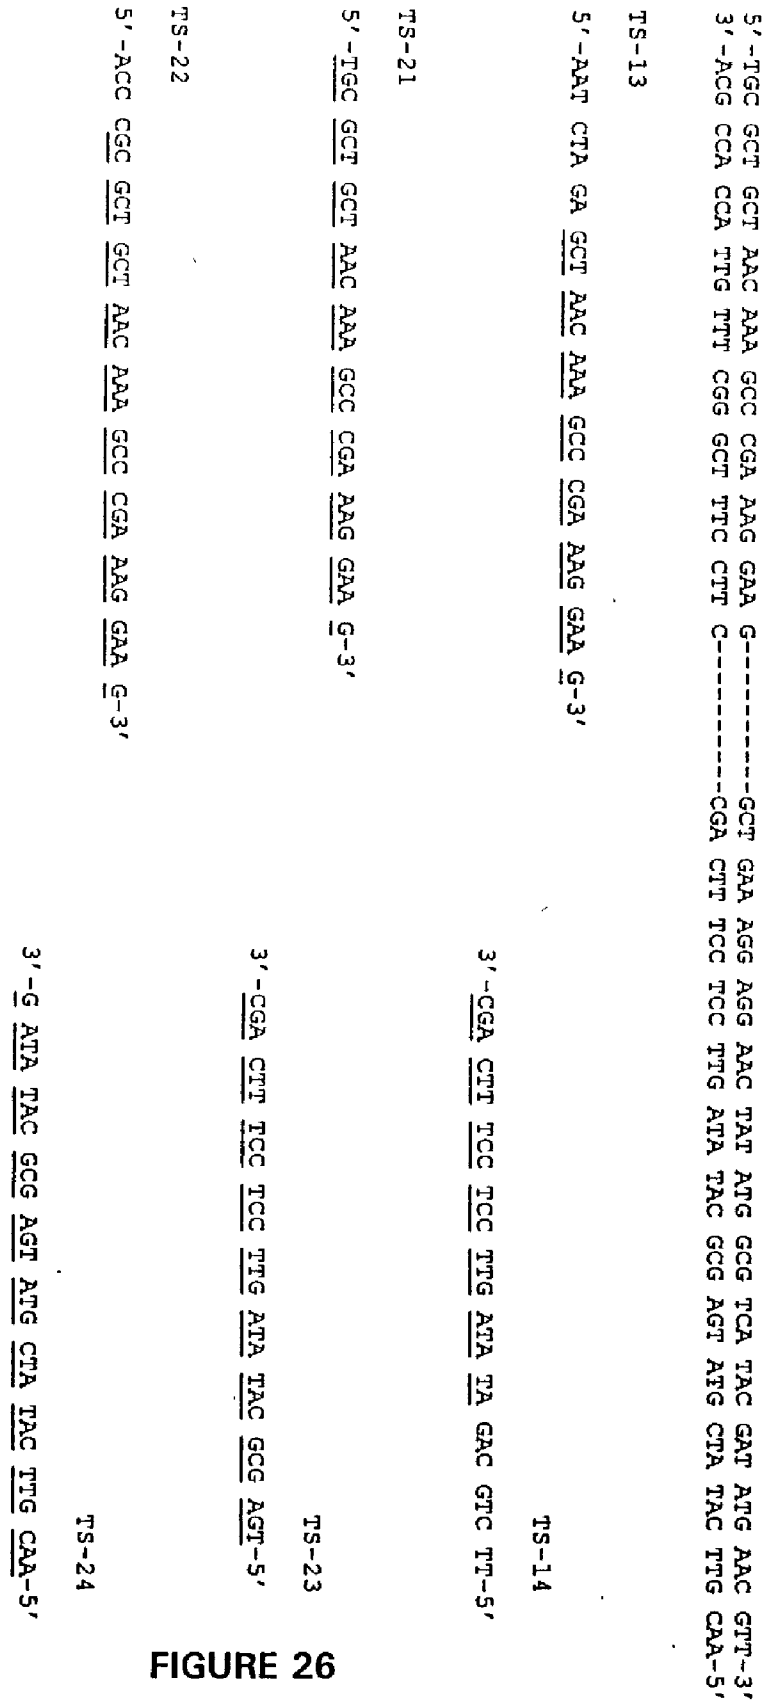 5'-TGC GCT GCT AAC AAA GCC CGA AAG GAA G----------GCT GAA AGG AGG AAC TAT ATG GCG TCA TAC GAT ATG AAC GTT-3'
3'-ACG CCA CCA TTG TTT CGG GCT TTC CTT C----------CGA CTT TCC TCC TTG ATA TAC GCG AGT ATG CTA TAC TTG CAA-5'
TS-13
5'-AAT CTA GA GCT AAC AAA GCC CGA AAG GAA G-3'
TS-14
3'-CGA CTT TCC TCC TTG ATA TA GAC GTC TT-5'
TS-21
5'-TGC GCT GCT AAC AAA GCC CGA AAG GAA G-3'
TS-23
3'-CGA CTT TCC TCC TTG ATA TAC GCG AGT-5'
TS-22
5'-ACC CGC GCT GCT AAC AAA GCC CGA AAG GAA G-3'
TS-24
3'-G ATA TAC GCG AGT ATG CTA TAC TTG CAA-5'
FIGURE 26